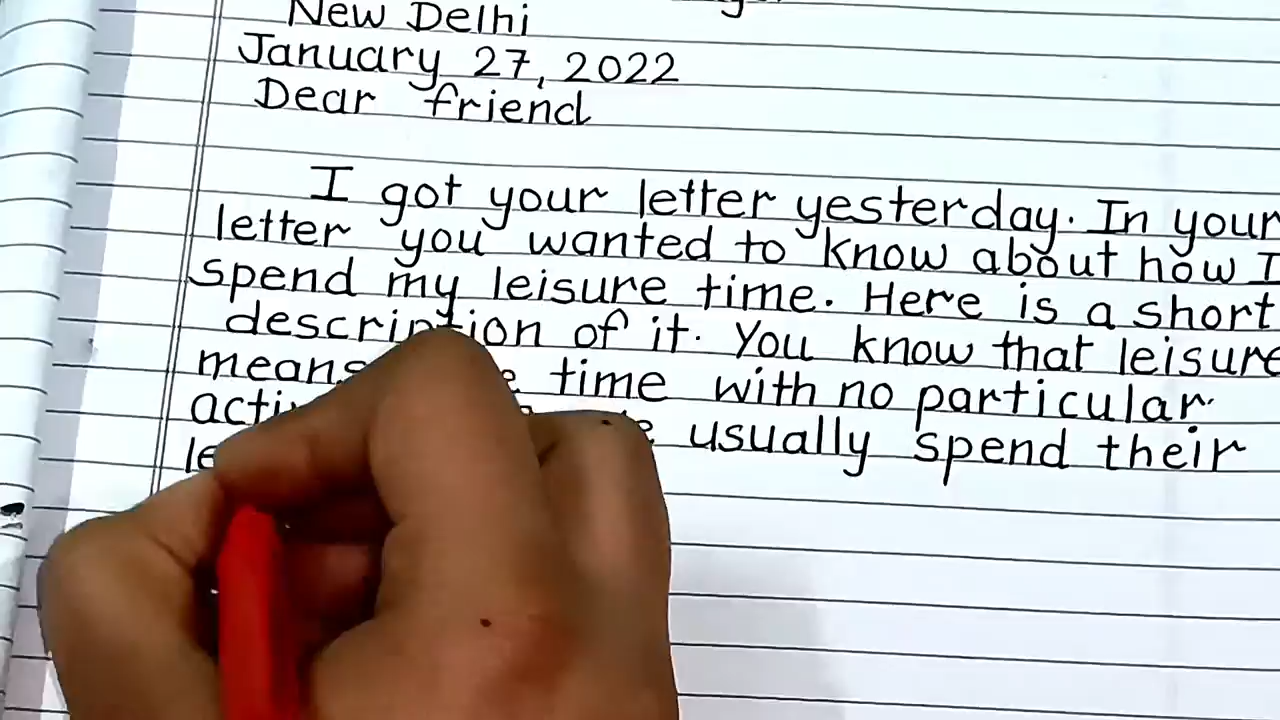 New Delhi
January 27, 2022
Dear friend
I got your letter yesterday. In your
letter you wanted to know about how I
spend my leisure time. Here is a short
description of it. You know that leisure
means time with no particular
usually spend their